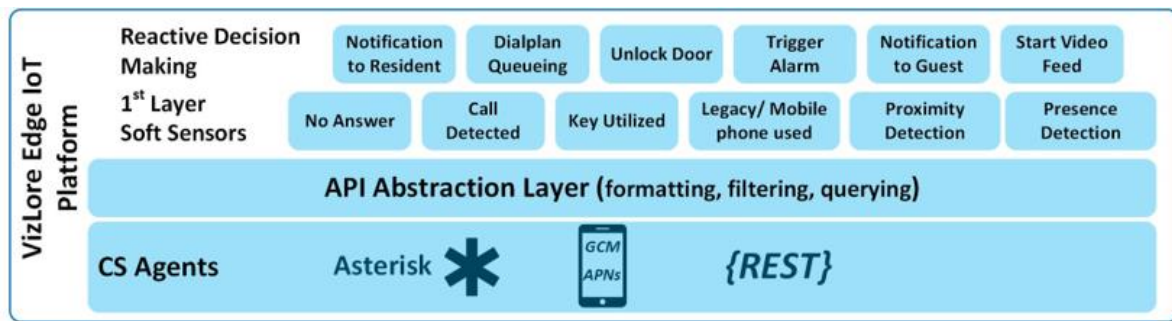 VizLore Edge IoT
Platform
Reactive Decision
Making
Notification
to Resident
Dialplan
Queueing
Unlock Door
Trigger
Alarm
Notification
to Guest
Start Video
Feed
1st Layer
Soft Sensors
No Answer
Call
Detected
Key Utilized
Legacy/ Mobile
phone used
Proximity
Detection
Presence
Detection
API Abstraction Layer (formatting, filtering, querying)
CS Agents
Asterisk
GCM
APNs
{REST}